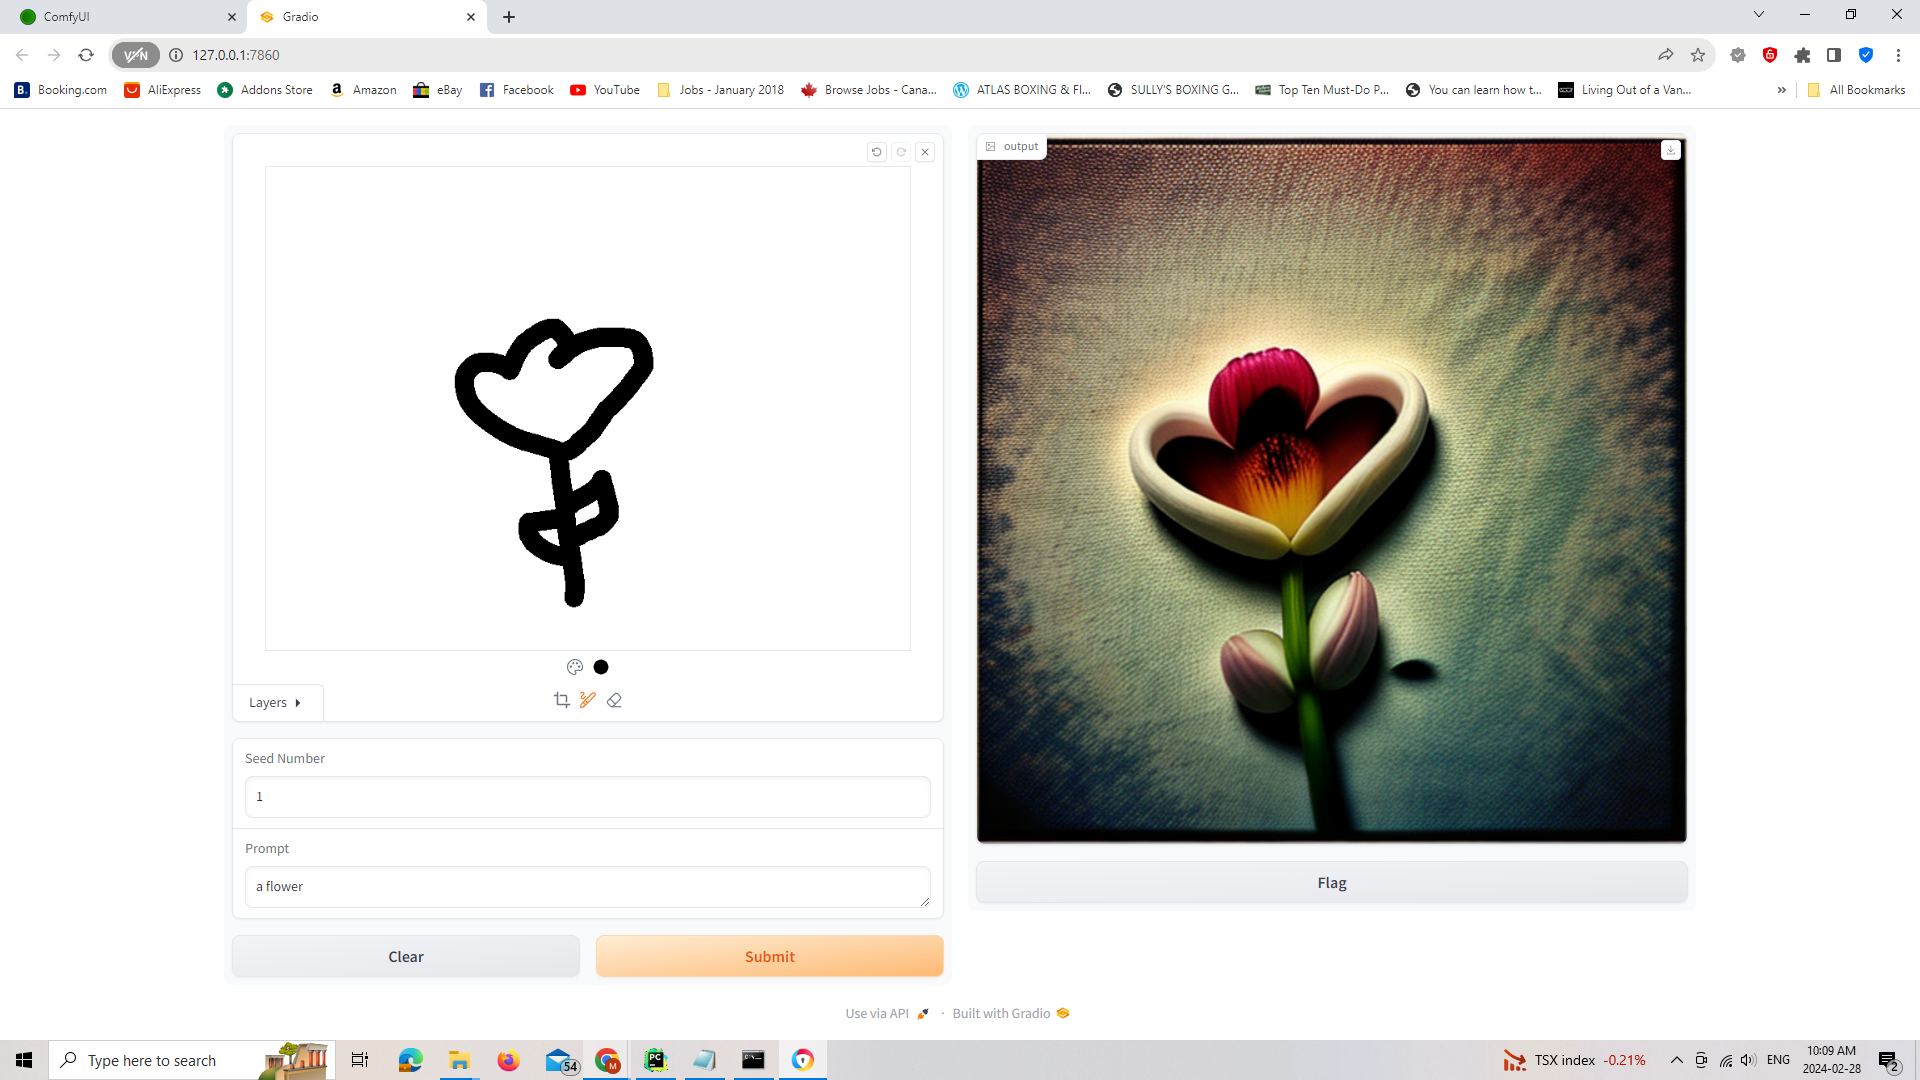 ComfyUI
Gradio
VPN
127.0.0.1:7860
B. Booking.com
AliExpress
Addons Store
Amazon
eBay
Facebook
YouTube
Jobs - January 2018
Browse Jobs - Cana...
ATLAS BOXING & FI...
SULLY'S BOXING G...
Top Ten Must-Do P...
You can learn how t...
Living Out of a Van...
»
All Bookmarks
output
Layers
Seed Number
1
Prompt
a flower
Clear
Submit
Flag
Use via API
·
Built with Gradio
Type here to search
54
M
PC
TSX index -0.21%
ENG
10:09 AM
2024-02-28
2